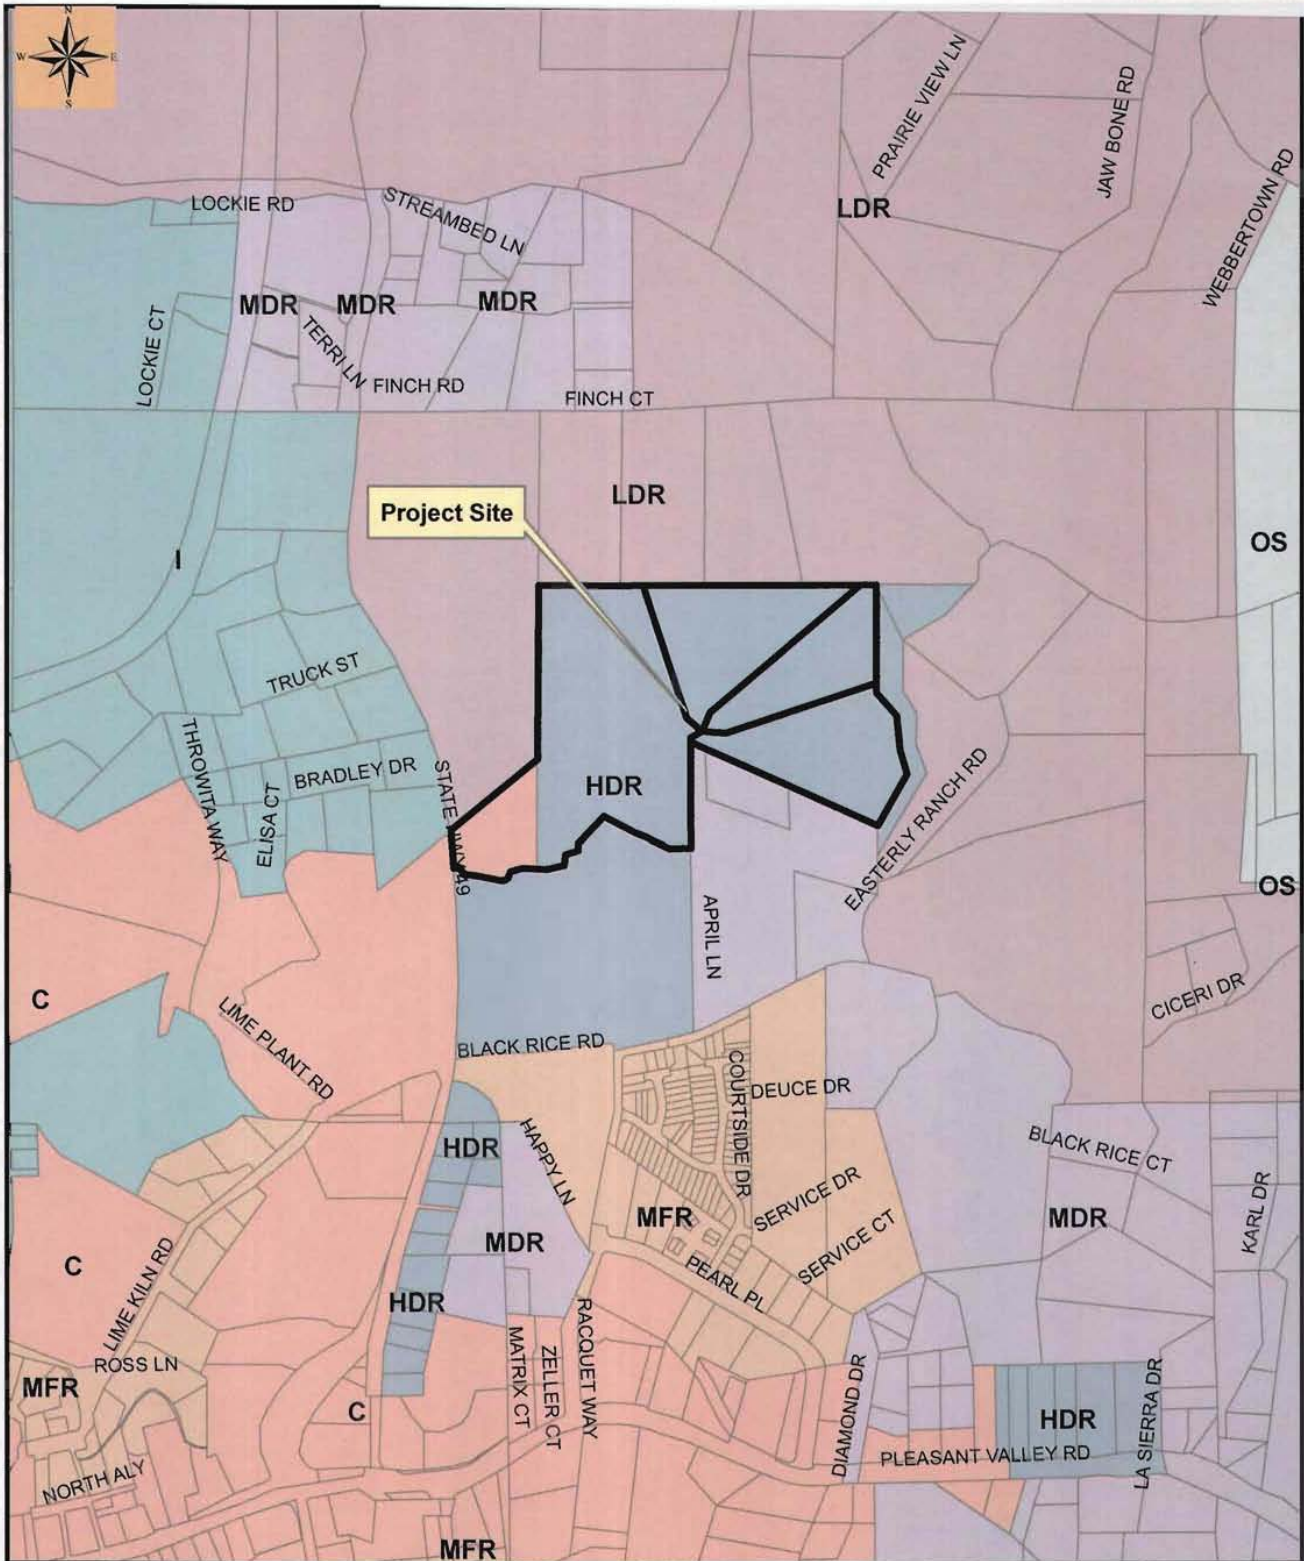 N
W
E
S
PRAIRIE VIEW LN
JAW BONE RD
WEBBERTOWN RD
LOCKIE RD
STREAMBED LN
LDR
MDR
MDR
MDR
LOCKIE CT
TERRI LN
FINCH RD
FINCH CT
LDR
Project Site
OS
I
TRUCK ST
THROWITA WAY
BRADLEY DR
ELISA CT
STATE HWY 49
HDR
EASTERLY RANCH RD
OS
APRIL LN
C
LIME PLANT RD
CICERI DR
BLACK RICE RD
COURTSIDE DR
DEUCE DR
HDR
HAPPY LN
BLACK RICE CT
SERVICE DR
MFR
MDR
KARL DR
MDR
SERVICE CT
C
LIME KILN RD
PEARL PL
HDR
RACQUET WAY
MATRIX CT
ZELLER CT
ROSS LN
MFR
DIAMOND DR
LA SIERRA DR
C
HDR
PLEASANT VALLEY RD
NORTH ALY
MFR